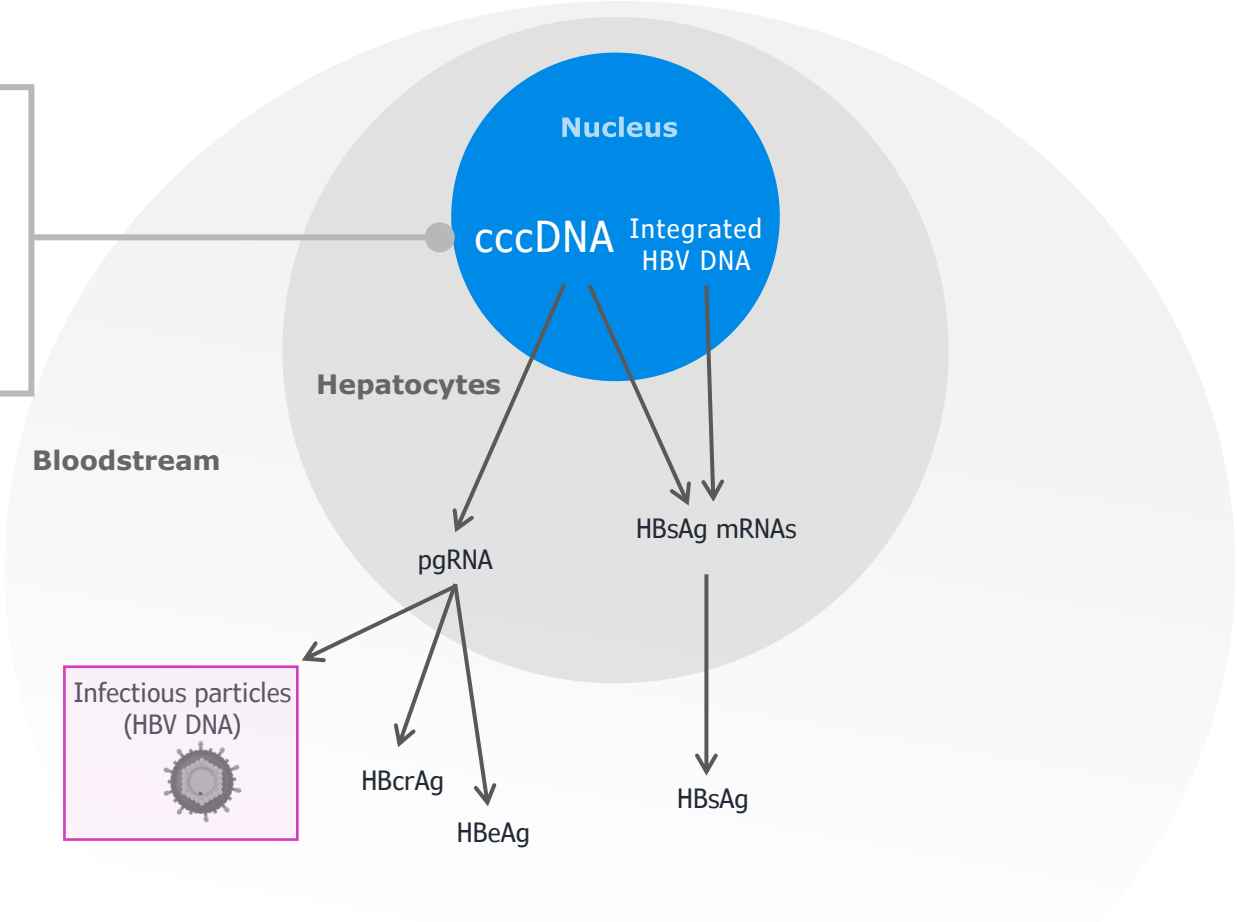 Nucleus
cccDNA
Integrated
HBV DNA
Hepatocytes
Bloodstream
HBsAg mRNAs
pgRNA
Infectious particles
(HBV DNA)
HBcrAg
HBsAg
HBeAg